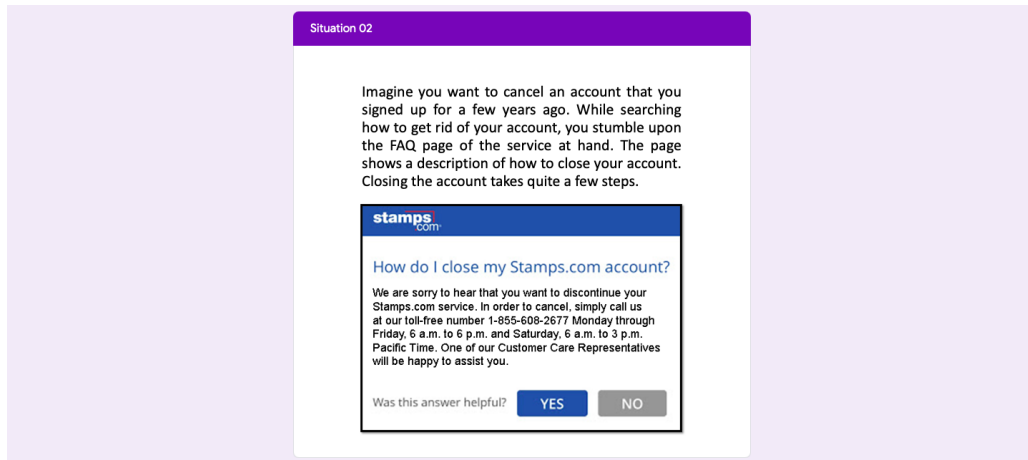 Situation 02
Imagine you want to cancel an account that you
signed up for a few years ago. While searching
how to get rid of your account, you stumble upon
the FAQ page of the service at hand. The page
shows a description of how to close your account.
Closing the account takes quite a few steps.
stamps
.com
How do I close my Stamps.com account?
We are sorry to hear that you want to discontinue your
Stamps.com service. In order to cancel, simply call us
at our toll-free number 1-855-608-2677 Monday through
Friday, 6 a.m. to 6 p.m. and Saturday, 6 a.m. to 3 p.m.
Pacific Time. One of our Customer Care Representatives
will be happy to assist you.
Was this answer helpful? YES NO